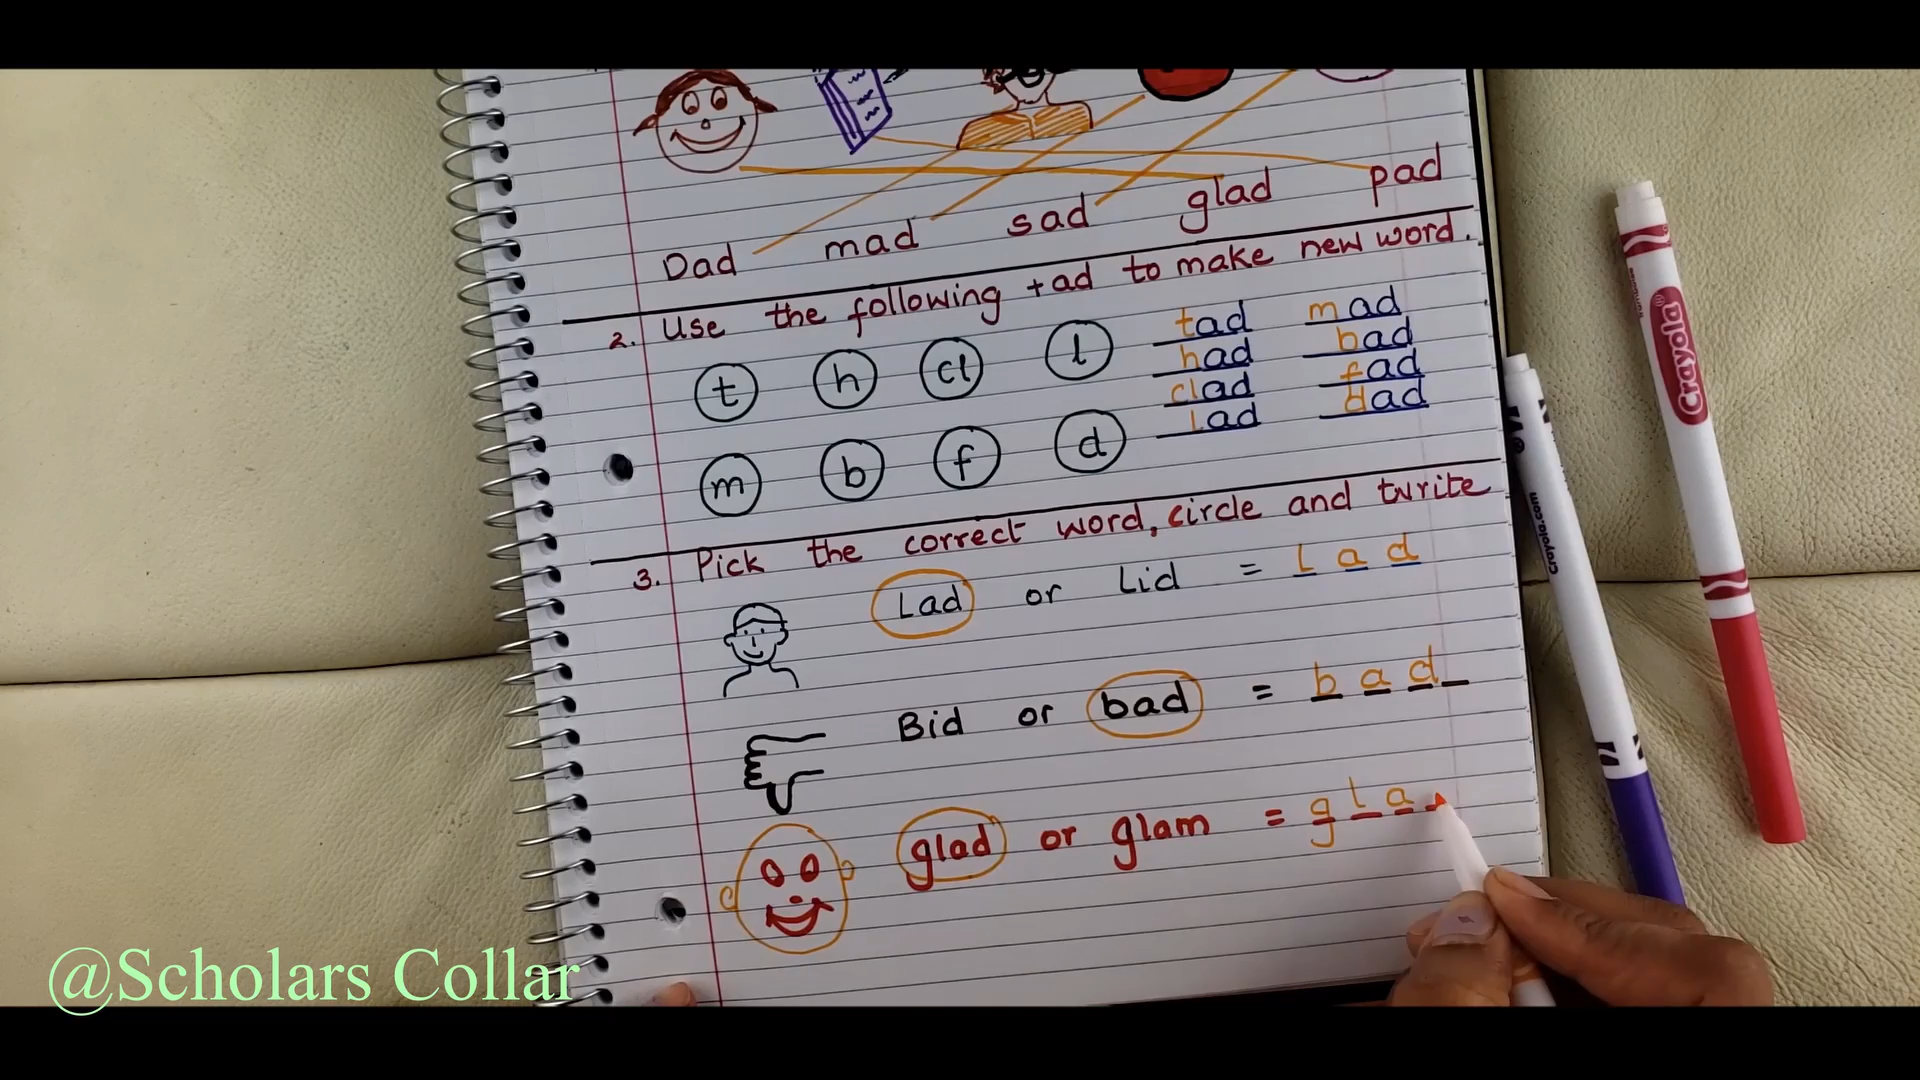 Dad mad sad glad pad
2. Use the following +ad to make new word.
t h cl l
tad mad
had bad
clad fad
lad dad
m b f d
3. Pick the correct word, circle and write
Lad or Lid = l a d
Bid or bad = b a d _
glad or glam = g l a
Crayola
crayola.com
@Scholars Collar